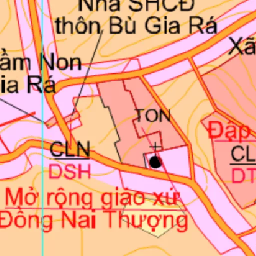 Nhà SHCĐ
thôn Bù Gia Rá
Xã
ầm Non
ia Rá
TON
Đáp
CLN
DSH
CL
DT
Mở rộng giáo xứ
Đồng Nai Thượng